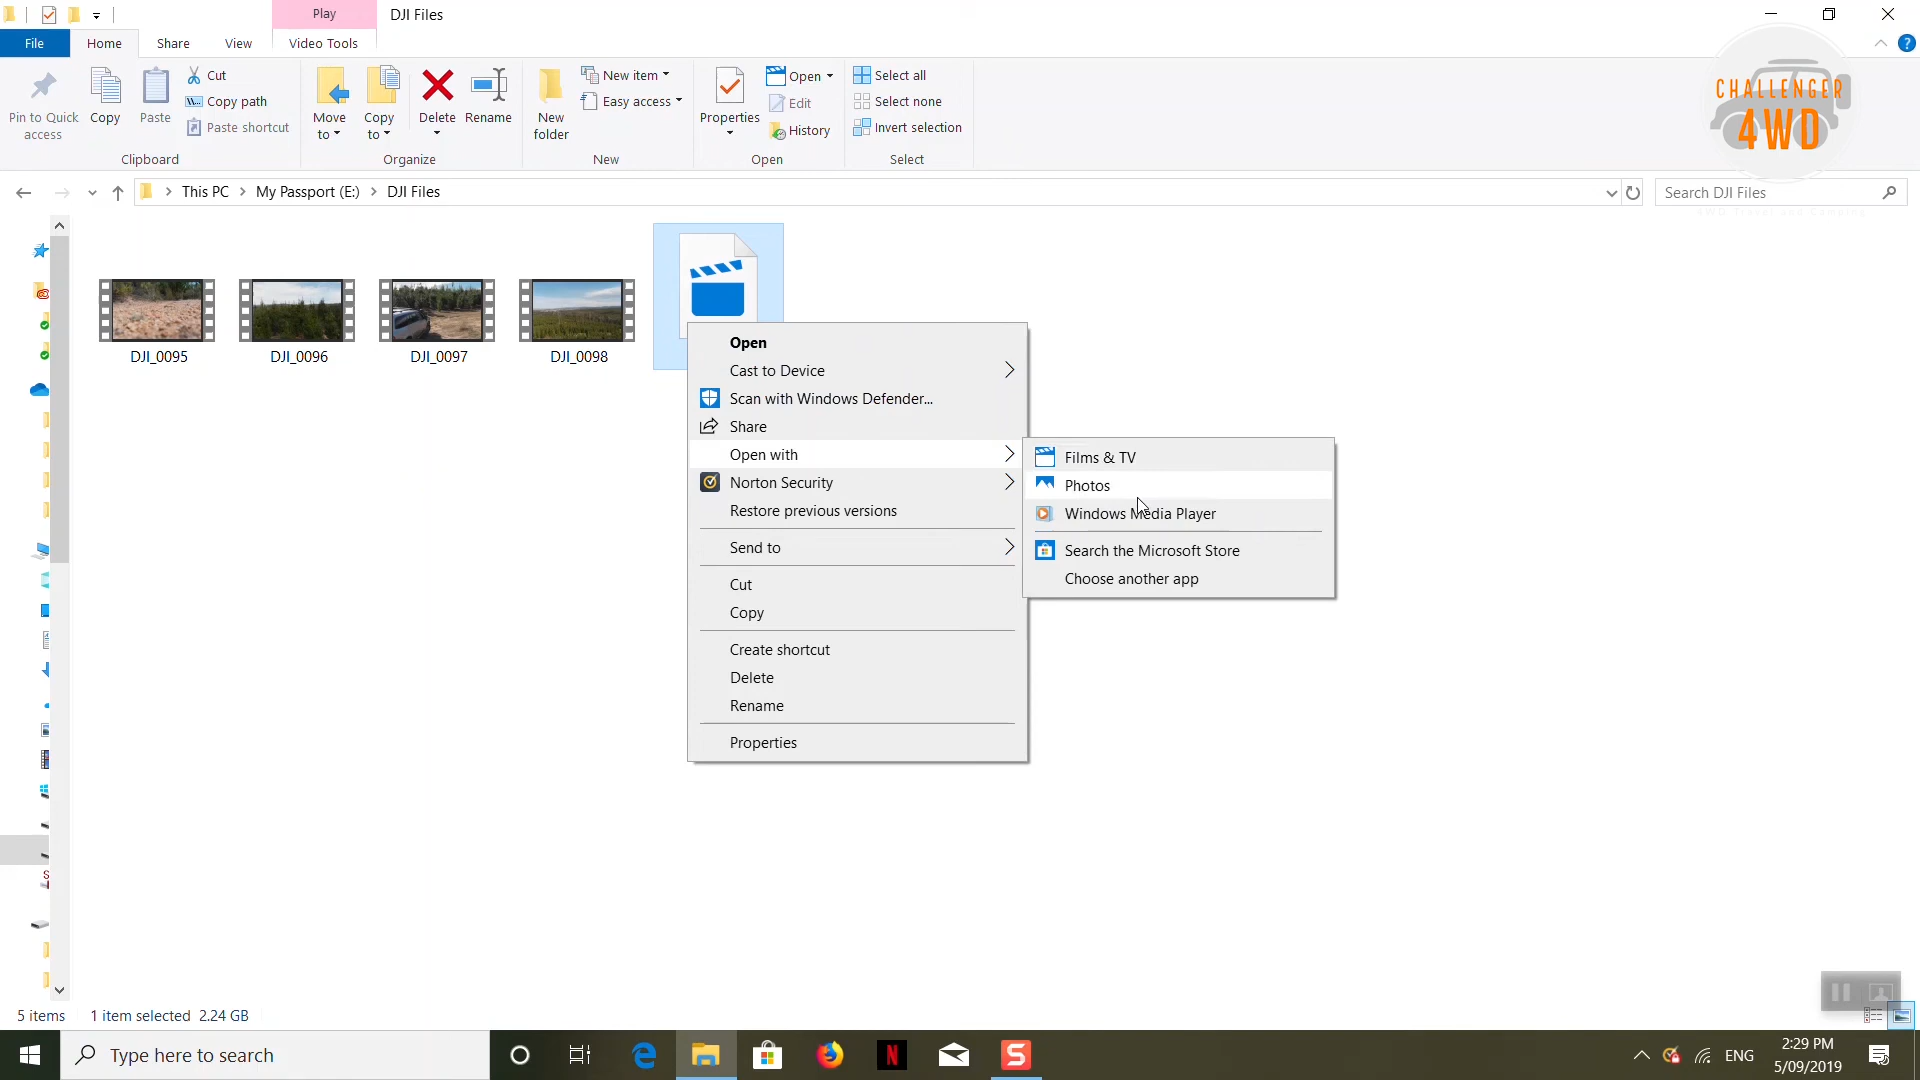 Play
DJI Files
File
Home
Share
View
Video Tools
Pin to Quick access
Copy
Paste
Cut
Copy path
Paste shortcut
Clipboard
Move to
Copy to
Delete
Rename
Organize
New folder
New item
Easy access
New
Properties
Open
Edit
History
Open
Select all
Select none
Invert selection
Select
CHALLENGER
4WD
4WD Travel and Camping
This PC > My Passport (E:) > DJI Files
Search DJI Files
DJI_0095
DJI_0096
DJI_0097
DJI_0098
Open
Cast to Device
Scan with Windows Defender...
Share
Open with
Norton Security
Restore previous versions
Send to
Cut
Copy
Create shortcut
Delete
Rename
Properties
Films & TV
Photos
Windows Media Player
Search the Microsoft Store
Choose another app
5 items
1 item selected 2.24 GB
Type here to search
ENG
2:29 PM
5/09/2019